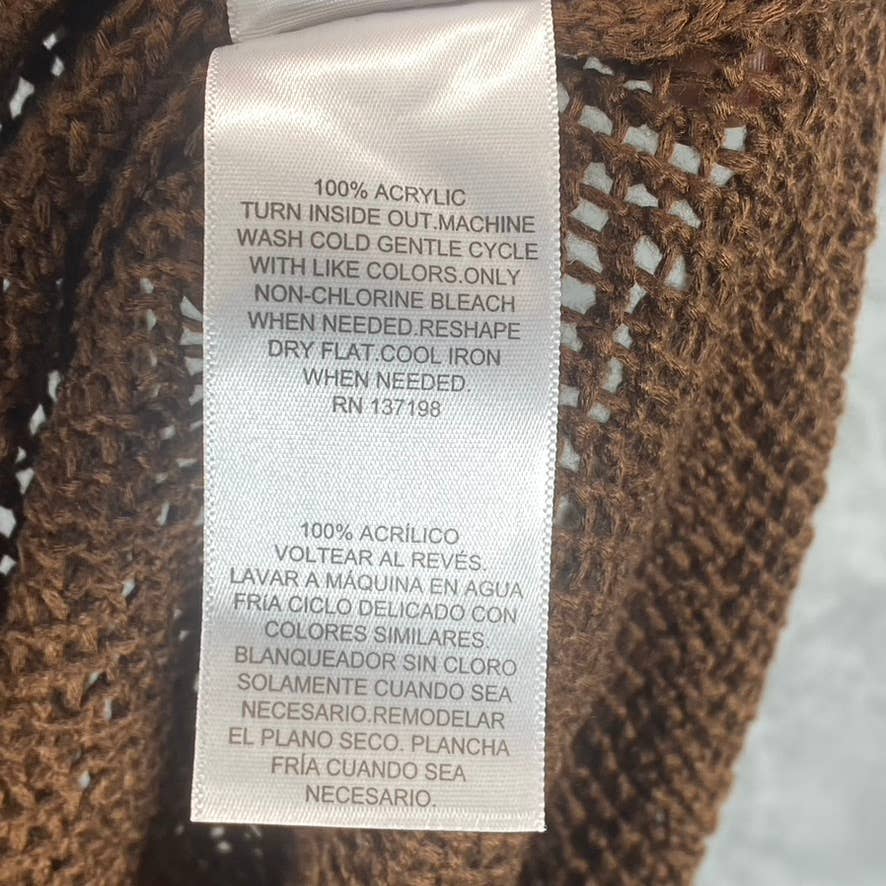 100% ACRYLIC
TURN INSIDE OUT.MACHINE
WASH COLD GENTLE CYCLE
WITH LIKE COLORS.ONLY
NON-CHLORINE BLEACH
WHEN NEEDED.RESHAPE
DRY FLAT.COOL IRON
WHEN NEEDED.
RN 137198
100% ACRÍLICO
VOLTEAR AL REVÉS.
LAVAR A MÁQUINA EN AGUA
FRIA CICLO DELICADO CON
COLORES SIMILARES.
BLANQUEADOR SIN CLORO
SOLAMENTE CUANDO SEA
NECESARIO.REMODELAR
EL PLANO SECO. PLANCHA
FRÍA CUANDO SEA
NECESARIO.